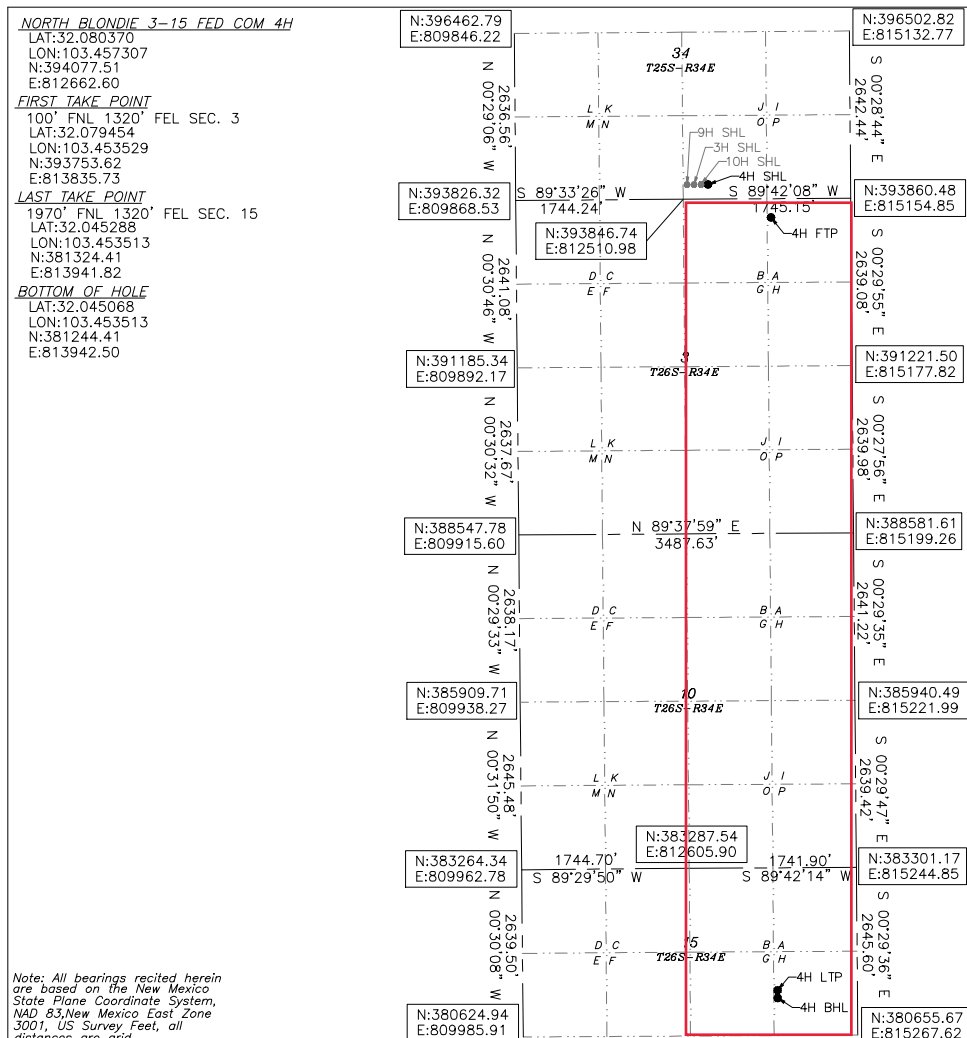 NORTH BLONDIE 3-15 FED COM 4H
LAT:32.080370
LON:103.457307
N:394077.51
E:812662.60
FIRST TAKE POINT
100' FNL 1320' FEL SEC. 3
LAT:32.079454
LON:103.453529
N:393753.62
E:813835.73
LAST TAKE POINT
1970' FNL 1320' FEL SEC. 15
LAT:32.045288
LON:103.453513
N:381324.41
E:813941.82
BOTTOM OF HOLE
LAT:32.045068
LON:103.453513
N:381244.41
E:813942.50
Note: All bearings recited herein
are based on the New Mexico
State Plane Coordinate System,
NAD 83,New Mexico East Zone
3001, US Survey Feet, all
distances are grid
N:396462.79
E:809846.22
N:396502.82
E:815132.77
34
T25S-R34E
N 00°29'06" W
2636.56'
S 00°28'44" E
2642.44'
L K
M N
J I
O P
9H SHL
3H SHL
10H SHL
4H SHL
N:393826.32
E:809868.53
S 89°33'26" W
1744.24'
S 89°42'08" W
1745.15'
N:393860.48
E:815154.85
N:393846.74
E:812510.98
4H FTP
N 00°30'46" W
2641.08'
S 00°29'55" E
2639.08'
D C
E F
B A
G H
N:391185.34
E:809892.17
3
T26S-R34E
N:391221.50
E:815177.82
N 00°30'32" W
2637.67'
S 00°27'56" E
2639.98'
L K
M N
J I
O P
N:388547.78
E:809915.60
N 89°37'59" E
3487.63'
N:388581.61
E:815199.26
N 00°29'33" W
2638.17'
S 00°29'35" E
2641.22'
D C
E F
B A
G H
N:385909.71
E:809938.27
10
T26S-R34E
N:385940.49
E:815221.99
N 00°31'50" W
2645.48'
S 00°29'47" E
2639.42'
L K
M N
J I
O P
N:383287.54
E:812605.90
N:383264.34
E:809962.78
1744.70'
S 89°29'50" W
1741.90'
S 89°42'14" W
N:383301.17
E:815244.85
N 00°30'08" W
2639.50'
S 00°29'36" E
2645.60'
D C
E F
15
T26S-R34E
B A
G H
4H LTP
4H BHL
N:380624.94
E:809985.91
N:380655.67
E:815267.62